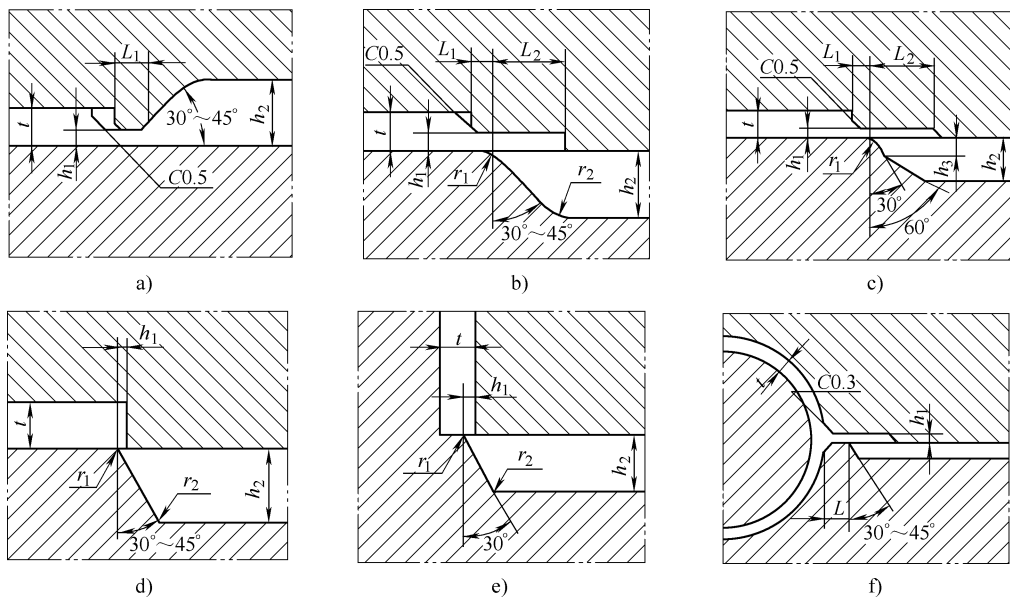 L₁
t
h₁
30°～45°
h₂
C0.5
a)
C0.5
L₁
L₂
t
h₁
r₁
r₂
h₂
30°～45°
b)
C0.5
L₁
L₂
t
h₁
r₁
h₃
h₂
30°
60°
c)
h₁
t
r₁
r₂
h₂
30°～45°
d)
t
h₁
r₁
r₂
h₂
30°
e)
t
C0.3
h₁
L
30°～45°
f)